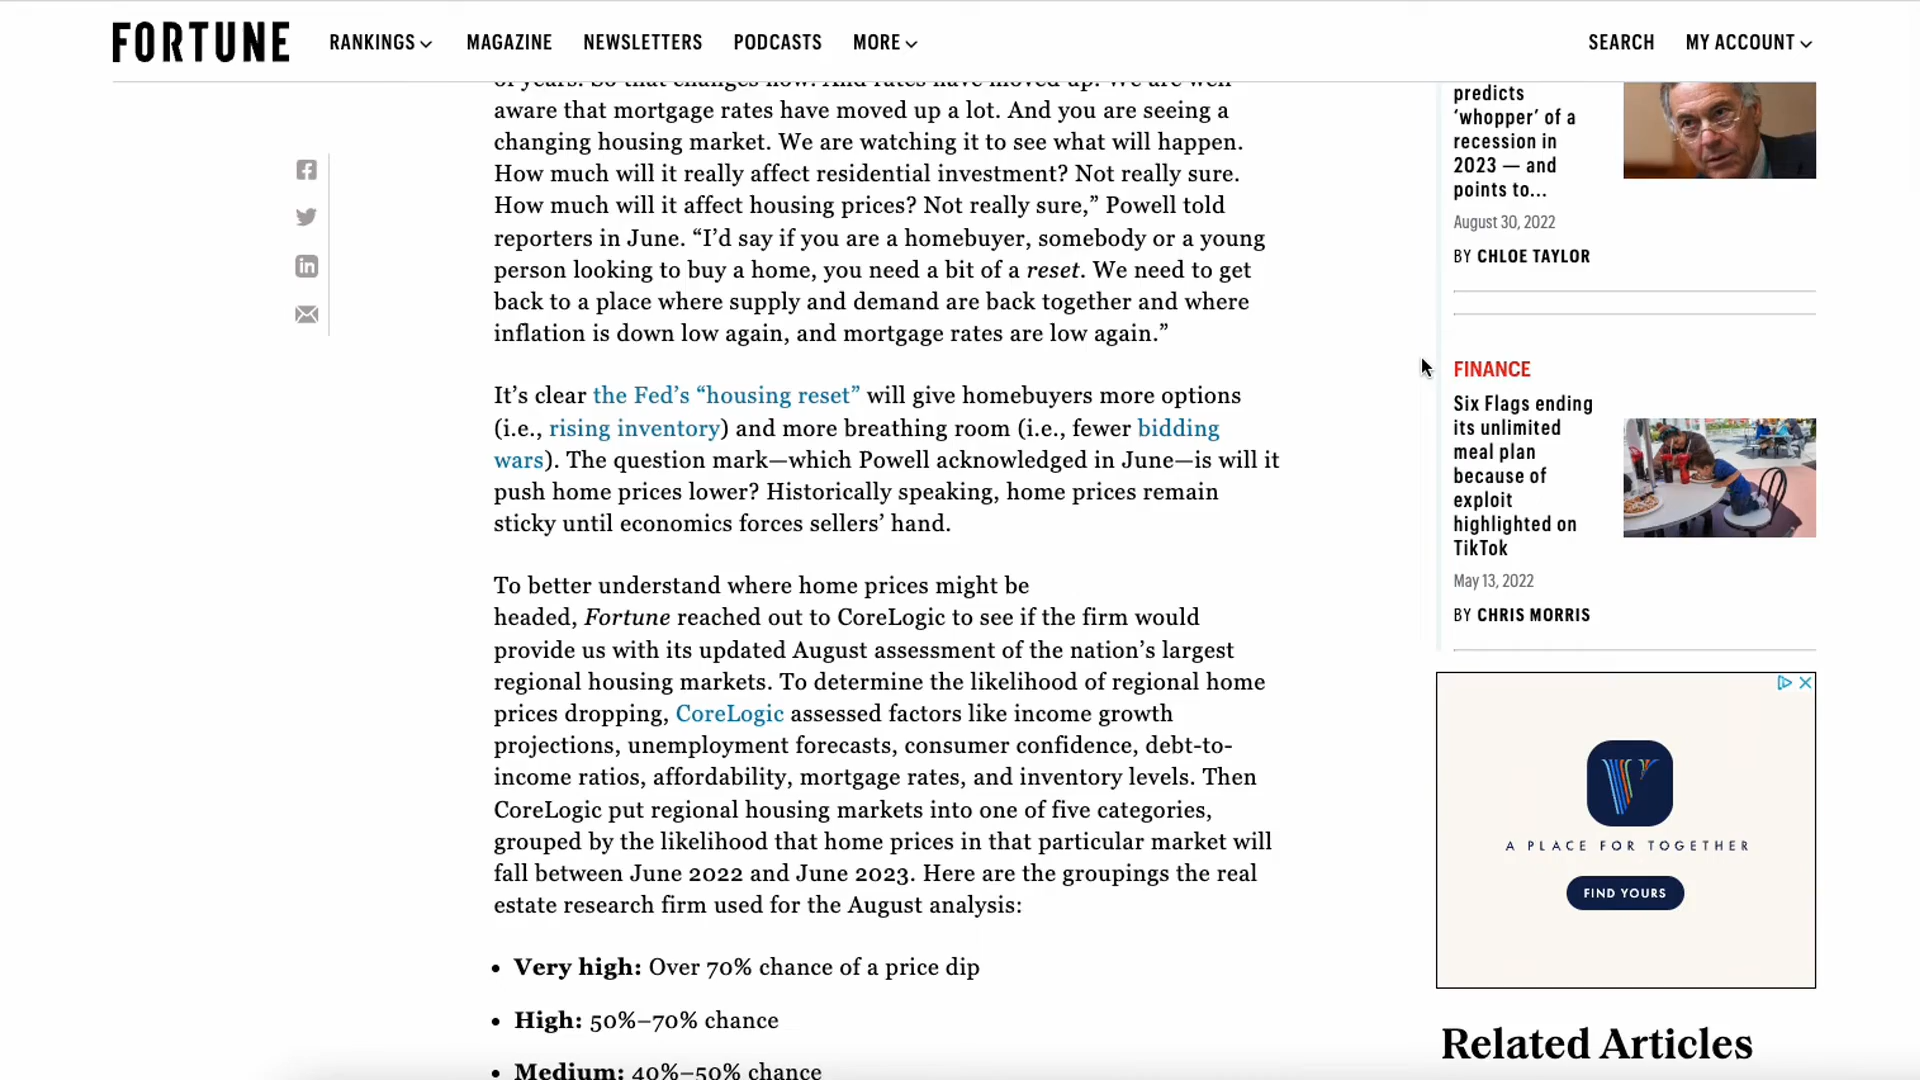 FORTUNE
RANKINGS
MAGAZINE
NEWSLETTERS
PODCASTS
MORE
SEARCH
MY ACCOUNT
of years. So that changes now. And rates have moved up. We are well
aware that mortgage rates have moved up a lot. And you are seeing a
changing housing market. We are watching it to see what will happen.
How much will it really affect residential investment? Not really sure.
How much will it affect housing prices? Not really sure,” Powell told
reporters in June. “I’d say if you are a homebuyer, somebody or a young
person looking to buy a home, you need a bit of a reset. We need to get
back to a place where supply and demand are back together and where
inflation is down low again, and mortgage rates are low again.”
It’s clear the Fed’s “housing reset” will give homebuyers more options
(i.e., rising inventory) and more breathing room (i.e., fewer bidding
wars). The question mark—which Powell acknowledged in June—is will it
push home prices lower? Historically speaking, home prices remain
sticky until economics forces sellers’ hand.
To better understand where home prices might be
headed, Fortune reached out to CoreLogic to see if the firm would
provide us with its updated August assessment of the nation’s largest
regional housing markets. To determine the likelihood of regional home
prices dropping, CoreLogic assessed factors like income growth
projections, unemployment forecasts, consumer confidence, debt-to-
income ratios, affordability, mortgage rates, and inventory levels. Then
CoreLogic put regional housing markets into one of five categories,
grouped by the likelihood that home prices in that particular market will
fall between June 2022 and June 2023. Here are the groupings the real
estate research firm used for the August analysis:
• Very high: Over 70% chance of a price dip
• High: 50%–70% chance
• Medium: 40%–50% chance
predicts
‘whopper’ of a
recession in
2023 — and
points to...
August 30, 2022
BY CHLOE TAYLOR
FINANCE
Six Flags ending
its unlimited
meal plan
because of
exploit
highlighted on
TikTok
May 13, 2022
BY CHRIS MORRIS
A PLACE FOR TOGETHER
FIND YOURS
Related Articles